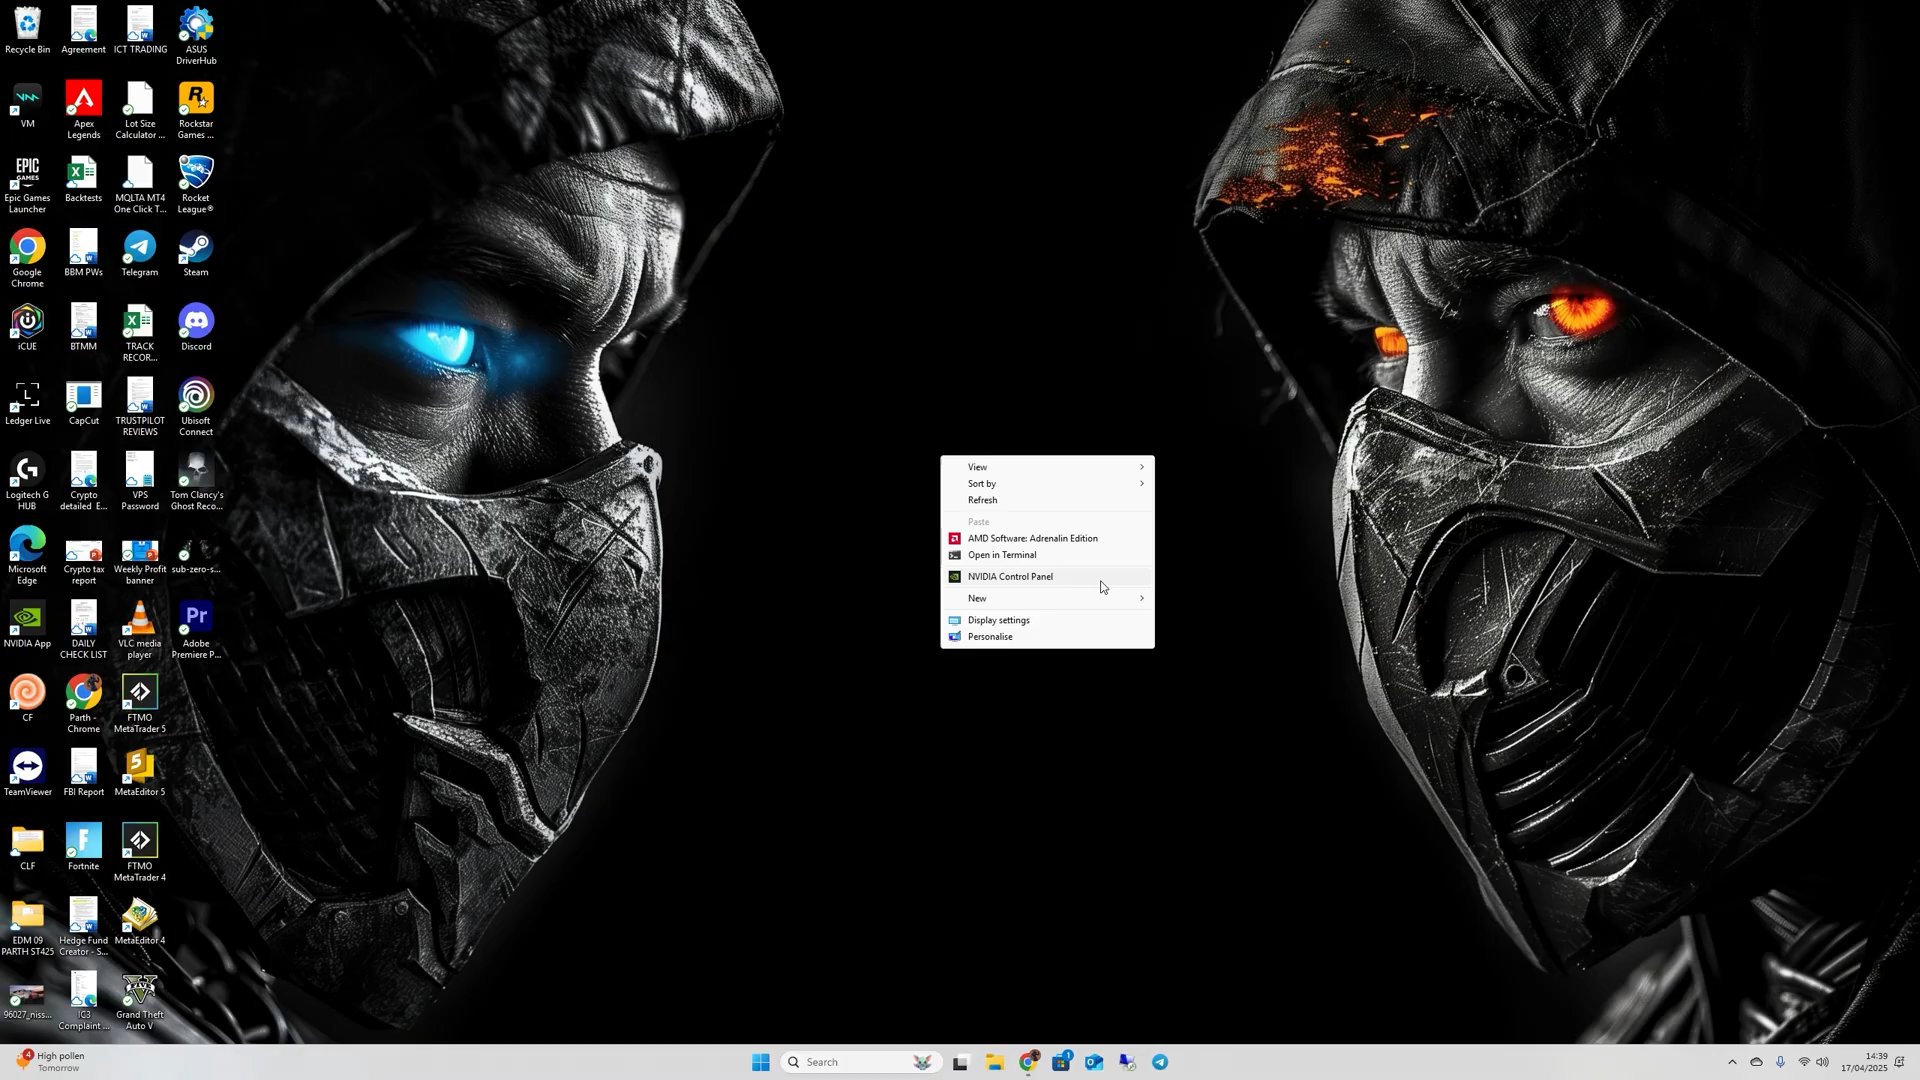 Recycle Bin
Agreement
ICT TRADING
ASUS
DriverHub
VM
Apex
Legends
Lot Size
Calculator ...
Rockstar
Games ...
EPIC
GAMES
Epic Games
Launcher
Backtests
MQLTA MT4
One Click T...
Rocket
League®
Google
Chrome
BBM PWs
Telegram
Steam
iCUE
BTMM
TRACK
RECOR...
Discord
Ledger Live
CapCut
TRUSTPILOT
REVIEWS
Ubisoft
Connect
Logitech G
HUB
Crypto
detailed E...
VPS
Password
Tom Clancy's
Ghost Reco...
Microsoft
Edge
Crypto tax
report
Weekly Profit
banner
sub-zero-s...
NVIDIA App
DAILY
CHECK LIST
VLC media
player
Pr
Adobe
Premiere P...
CF
Parth -
Chrome
FTMO
MetaTrader 5
TeamViewer
FBI Report
5
MetaEditor 5
CLF
Fortnite
FTMO
MetaTrader 4
EDM 09
PARTH ST425
Hedge Fund
Creator - S...
MetaEditor 4
96027_niss...
IC3
Complaint ...
Grand Theft
Auto V
View
Sort by
Refresh
Paste
AMD Software: Adrenalin Edition
Open in Terminal
NVIDIA Control Panel
New
Display settings
Personalise
4
High pollen
Tomorrow
Search
1
14:39
17/04/2025